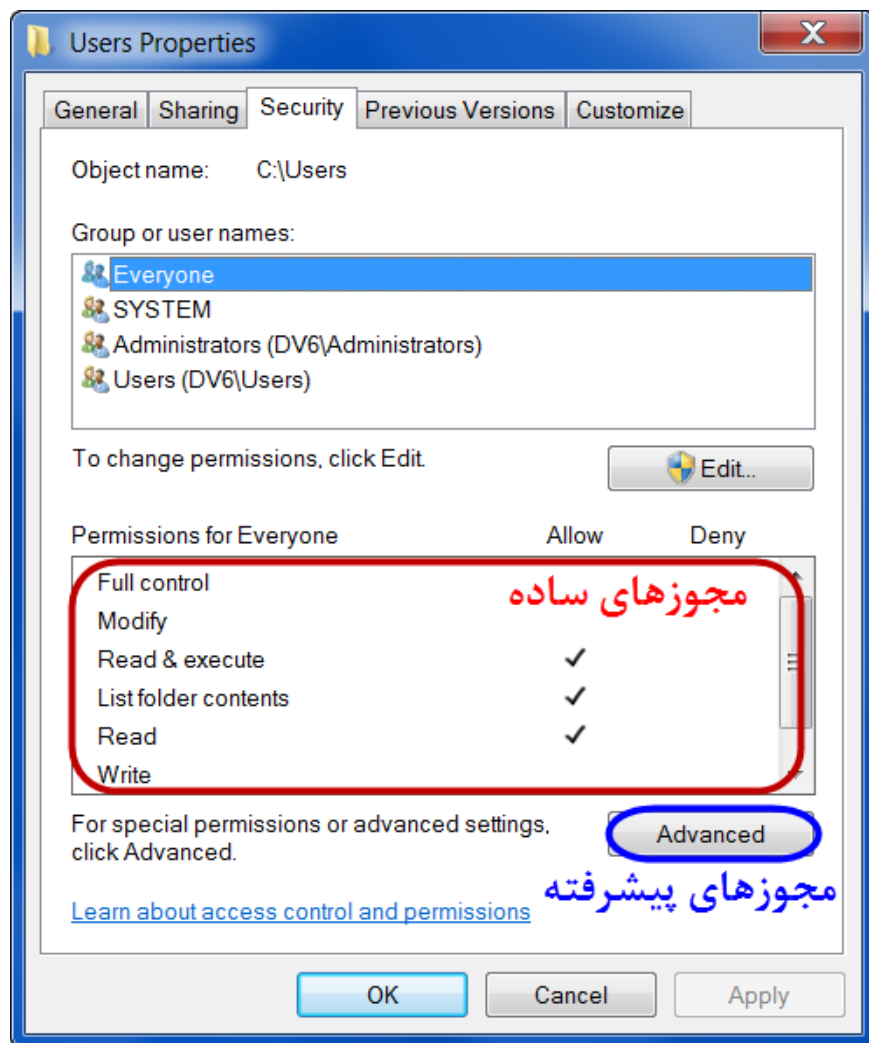 Users Properties
General Sharing Security Previous Versions Customize
Object name: C:\Users
Group or user names:
Everyone
SYSTEM
Administrators (DV6\Administrators)
Users (DV6\Users)
To change permissions, click Edit.
Edit...
Permissions for Everyone Allow Deny
Full control
مجوزهای ساده
Modify
Read & execute
List folder contents
Read
Write
For special permissions or advanced settings,
click Advanced.
Advanced
مجوزهای پیشرفته
Learn about access control and permissions
OK Cancel Apply